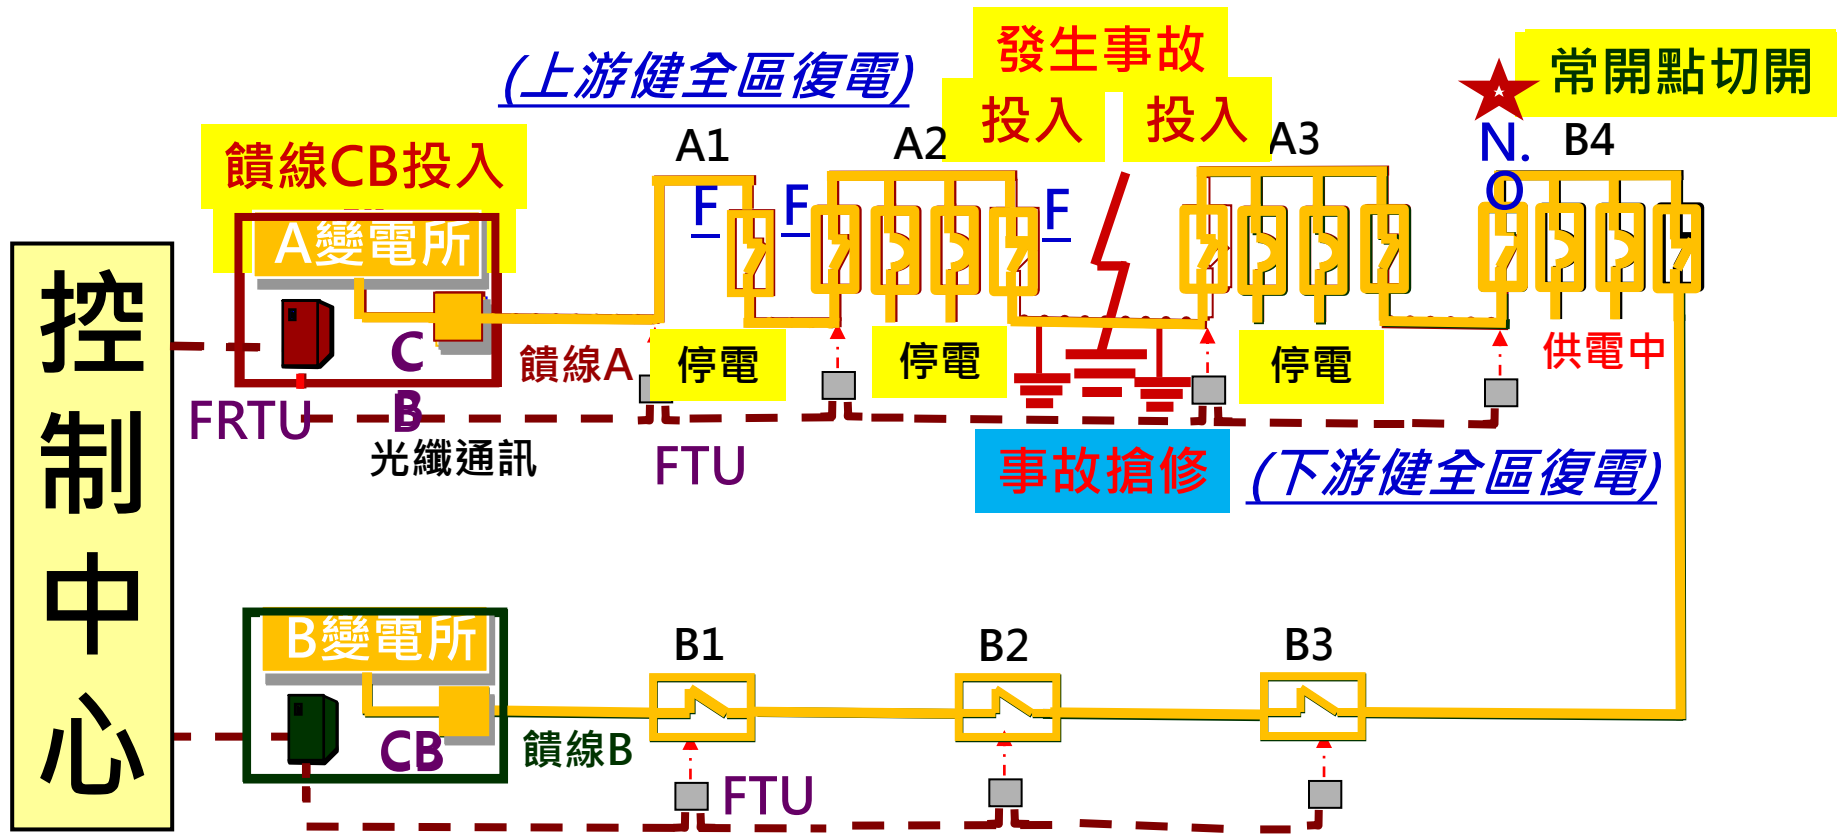 發生事故
(上游健全區復電)
常開點切開
投入
投入
A1
A2
A3
N.
O
B4
饋線CB投入
F
F
F
A變電所
控制中心
C
B
饋線A
停電
停電
停電
供電中
FRTU
光纖通訊
FTU
事故搶修
(下游健全區復電)
B變電所
B1
B2
B3
CB
饋線B
FTU